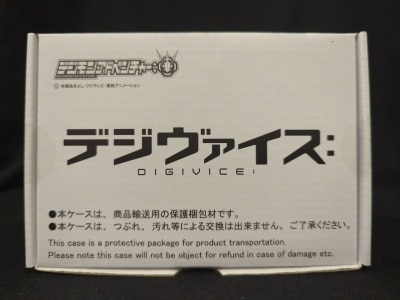 デジモンアドベンチャー:
©本郷あきよし・フジテレビ・東映アニメーション
デジヴァイス:
DIGIVICE:
●本ケースは、商品輸送用の保護梱包材です。
●本ケースは、つぶれ、汚れ等による交換は出来ません。ご了承ください。
This case is a protective package for product transportation.
Please note this case will not be object for refund in case of damage etc.